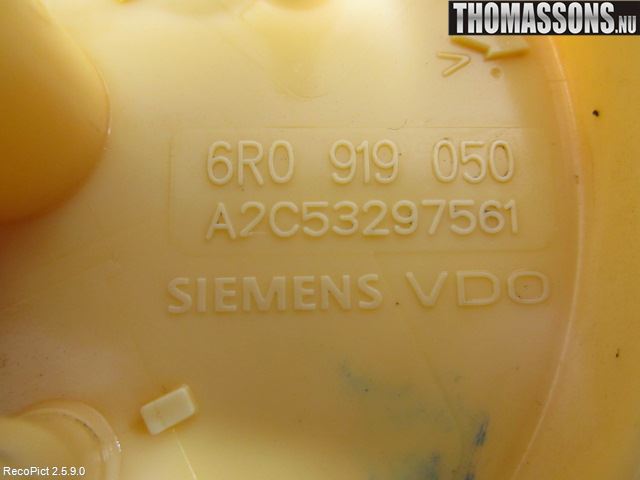 THOMASSONS.NU
6R0 919 050
A2C53297561
SIEMENS VDO
RecoPict 2.5.9.0